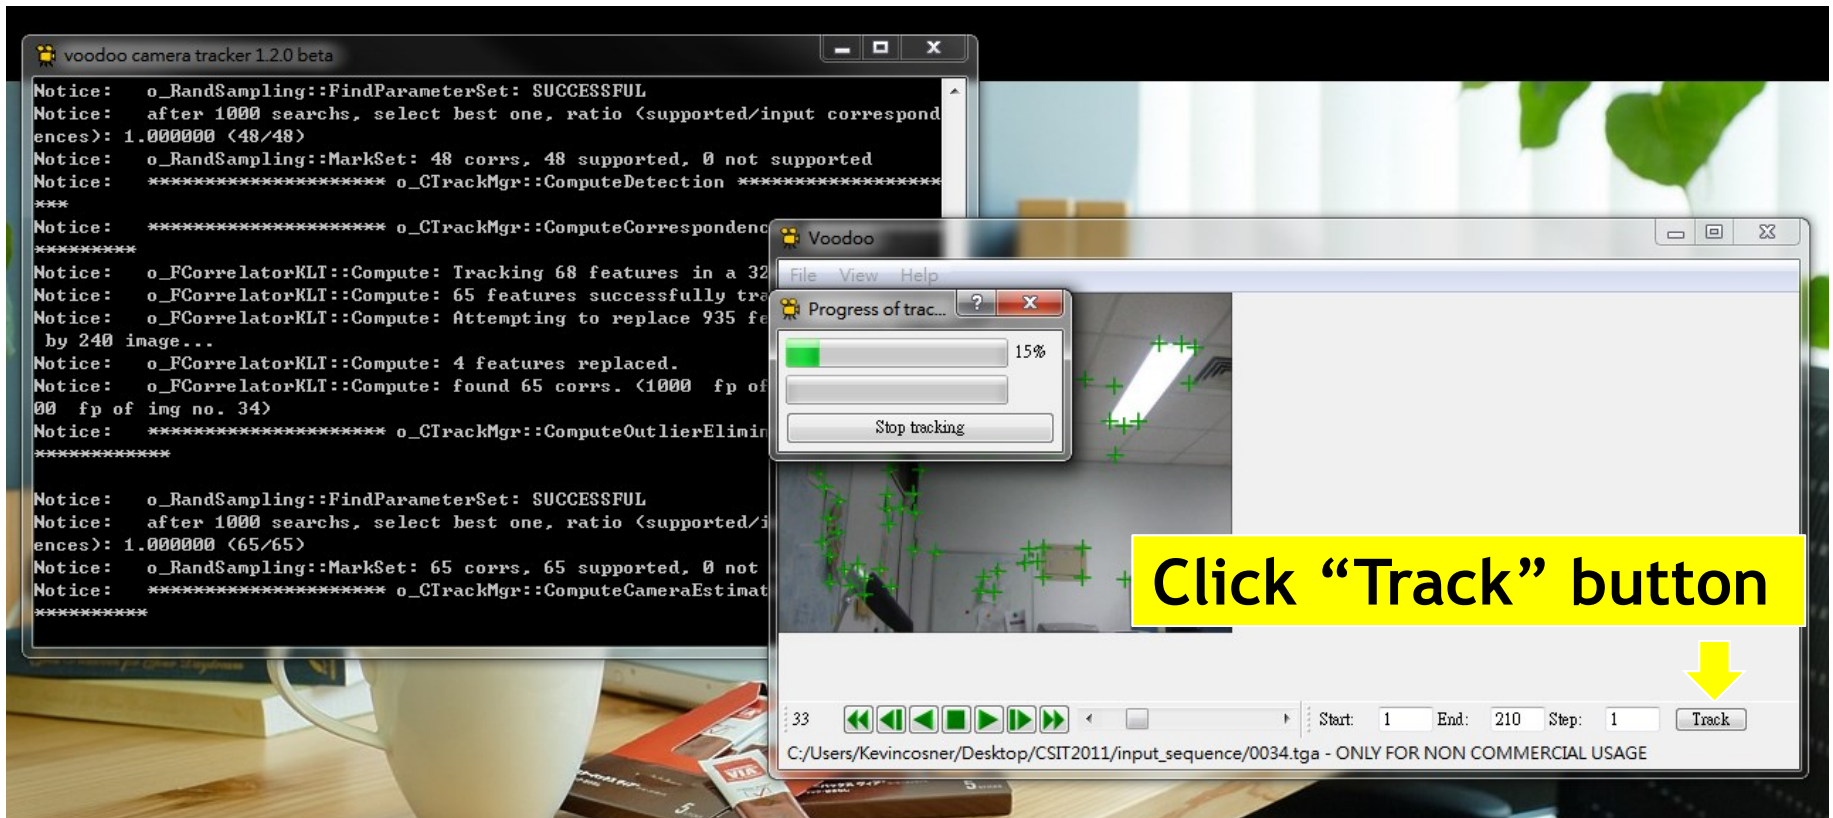 voodoo camera tracker 1.2.0 beta
Notice:   o_RandSampling::FindParameterSet: SUCCESSFUL
Notice:   after 1000 searchs, select best one, ratio (supported/input correspond
ences): 1.000000 (48/48)
Notice:   o_RandSampling::MarkSet: 48 corrs, 48 supported, 0 not supported
Notice:   ********************* o_CTrackMgr::ComputeDetection ******************
***
Notice:   ********************* o_CTrackMgr::ComputeCorrespondenc
*********
Notice:   o_FCorrelatorKLT::Compute: Tracking 68 features in a 32
Notice:   o_FCorrelatorKLT::Compute: 65 features successfully tra
Notice:   o_FCorrelatorKLT::Compute: Attempting to replace 935 fe
by 240 image...
Notice:   o_FCorrelatorKLT::Compute: 4 features replaced.
Notice:   o_FCorrelatorKLT::Compute: found 65 corrs. (1000  fp of
00  fp of img no. 34)
Notice:   ********************* o_CTrackMgr::ComputeOutlierElimin
************
Notice:   o_RandSampling::FindParameterSet: SUCCESSFUL
Notice:   after 1000 searchs, select best one, ratio (supported/i
ences): 1.000000 (65/65)
Notice:   o_RandSampling::MarkSet: 65 corrs, 65 supported, 0 not
Notice:   ********************* o_CTrackMgr::ComputeCameraEstimat
**********
Voodoo
File View Help
Progress of trac...
15%
Stop tracking
Click “Track” button
33 Start: 1 End: 210 Step: 1 Track
C:/Users/Kevincosner/Desktop/CSIT2011/input_sequence/0034.tga - ONLY FOR NON COMMERCIAL USAGE
VIA
5
5